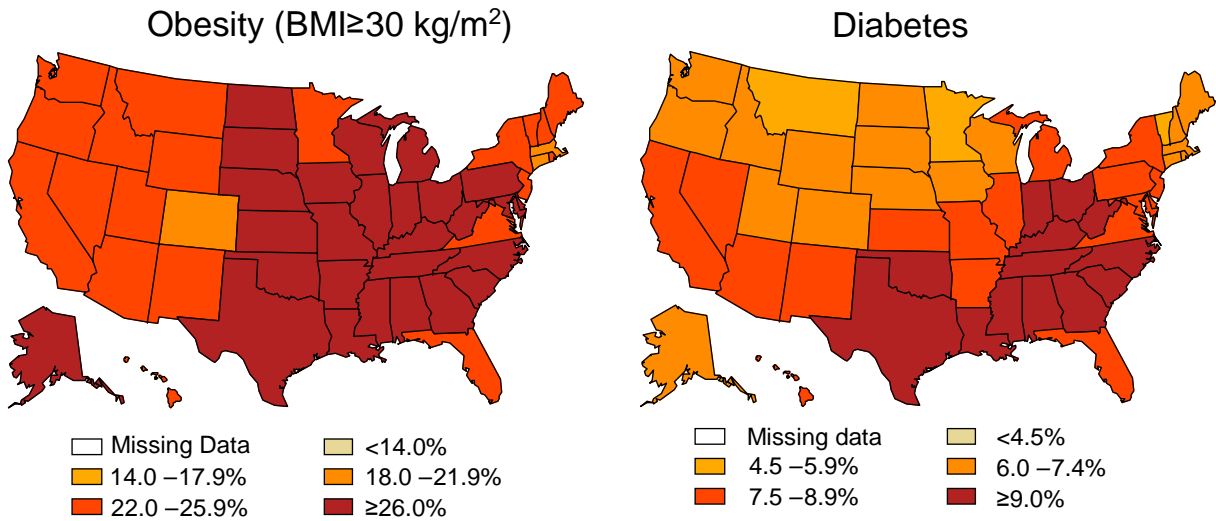 Obesity (BMI≥30 kg/m²)
Diabetes
Missing Data
<14.0%
14.0 –17.9%
18.0 –21.9%
22.0 –25.9%
≥26.0%
Missing data
<4.5%
4.5 –5.9%
6.0 –7.4%
7.5 –8.9%
≥9.0%